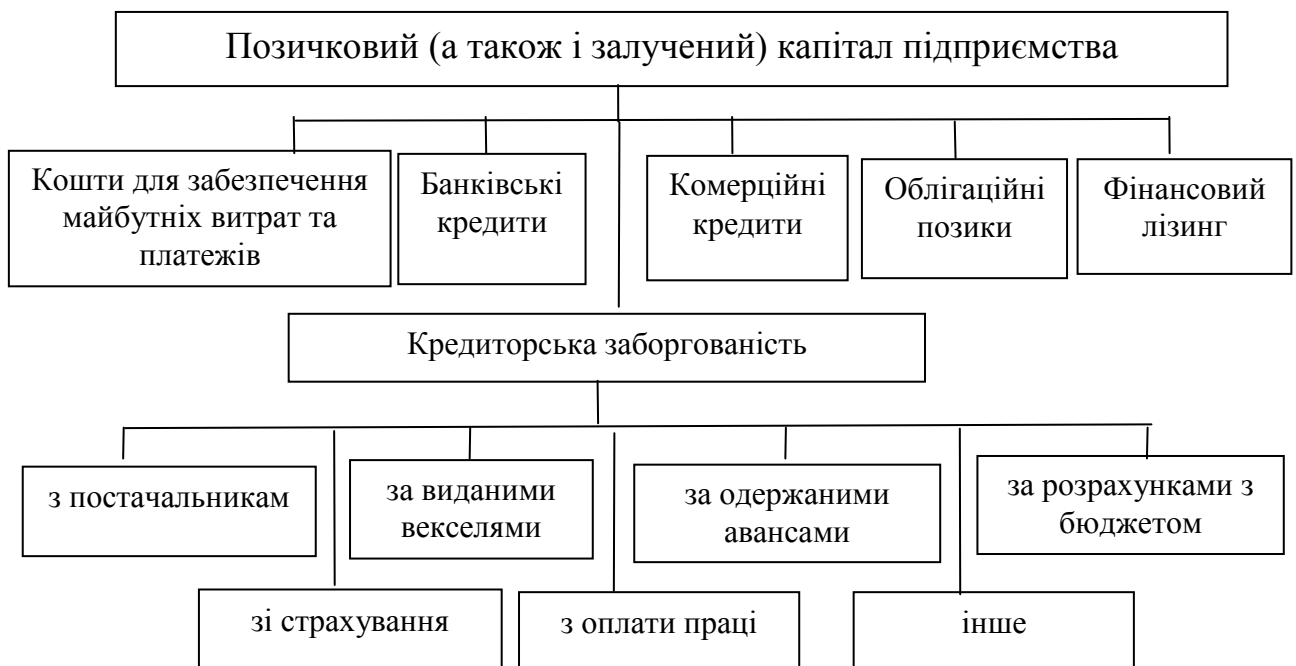 Позичковий (а також і залучений) капітал підприємства
Кошти для забезпечення
майбутніх витрат та
платежів
Банківські
кредити
Комерційні
кредити
Облігаційні
позики
Фінансовий
лізинг
Кредиторська заборгованість
з постачальникам
за виданими
векселями
за одержаними
авансами
за розрахунками з
бюджетом
зі страхування
з оплати праці
інше